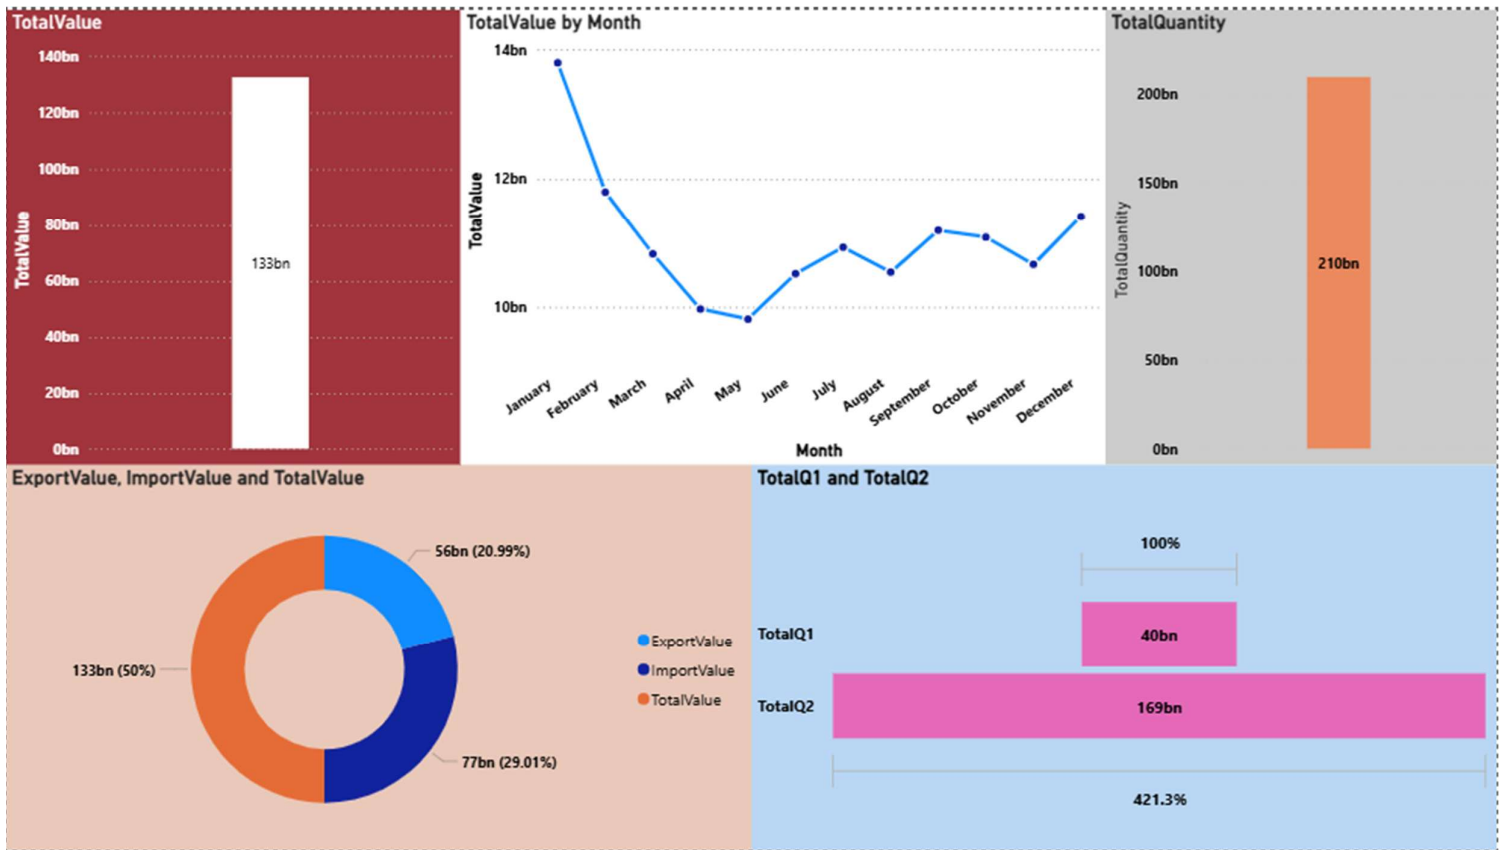 TotalValue
140bn
120bn
100bn
80bn
60bn
40bn
20bn
0bn
TotalValue
133bn
TotalValue by Month
14bn
12bn
10bn
TotalValue
January
February
March
April
May
June
July
August
September
October
November
December
Month
TotalQuantity
200bn
150bn
100bn
50bn
0bn
TotalQuantity
210bn
ExportValue, ImportValue and TotalValue
56bn (20.99%)
133bn (50%)
77bn (29.01%)
ExportValue
ImportValue
TotalValue
TotalQ1 and TotalQ2
100%
TotalQ1
40bn
TotalQ2
169bn
421.3%